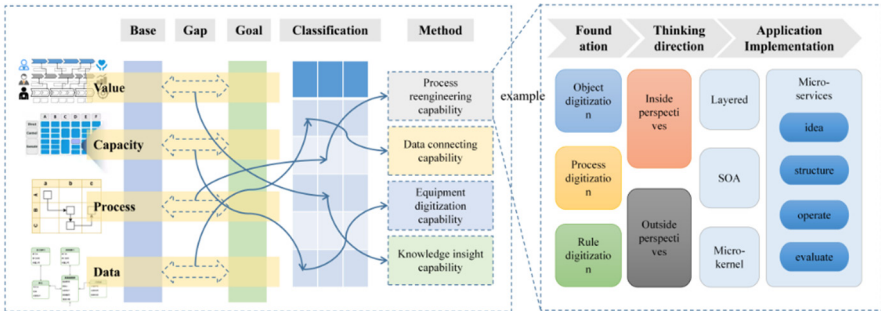 Base
Gap
Goal
Classification
Method
Value
Capacity
Process
Data
A B C D E F
a b c
Process
reengineering
capability
Data connecting
capability
Equipment
digitization
capability
Knowledge insight
capability
example
Found
ation
Thinking
direction
Application
Implementation
Object
digitizatio
n
Process
digitizatio
n
Rule
digitizatio
n
Inside
perspecti
ves
Outside
perspecti
ves
Layered
SOA
Micro-
kernel
Micro-
services
idea
structure
operate
evaluate